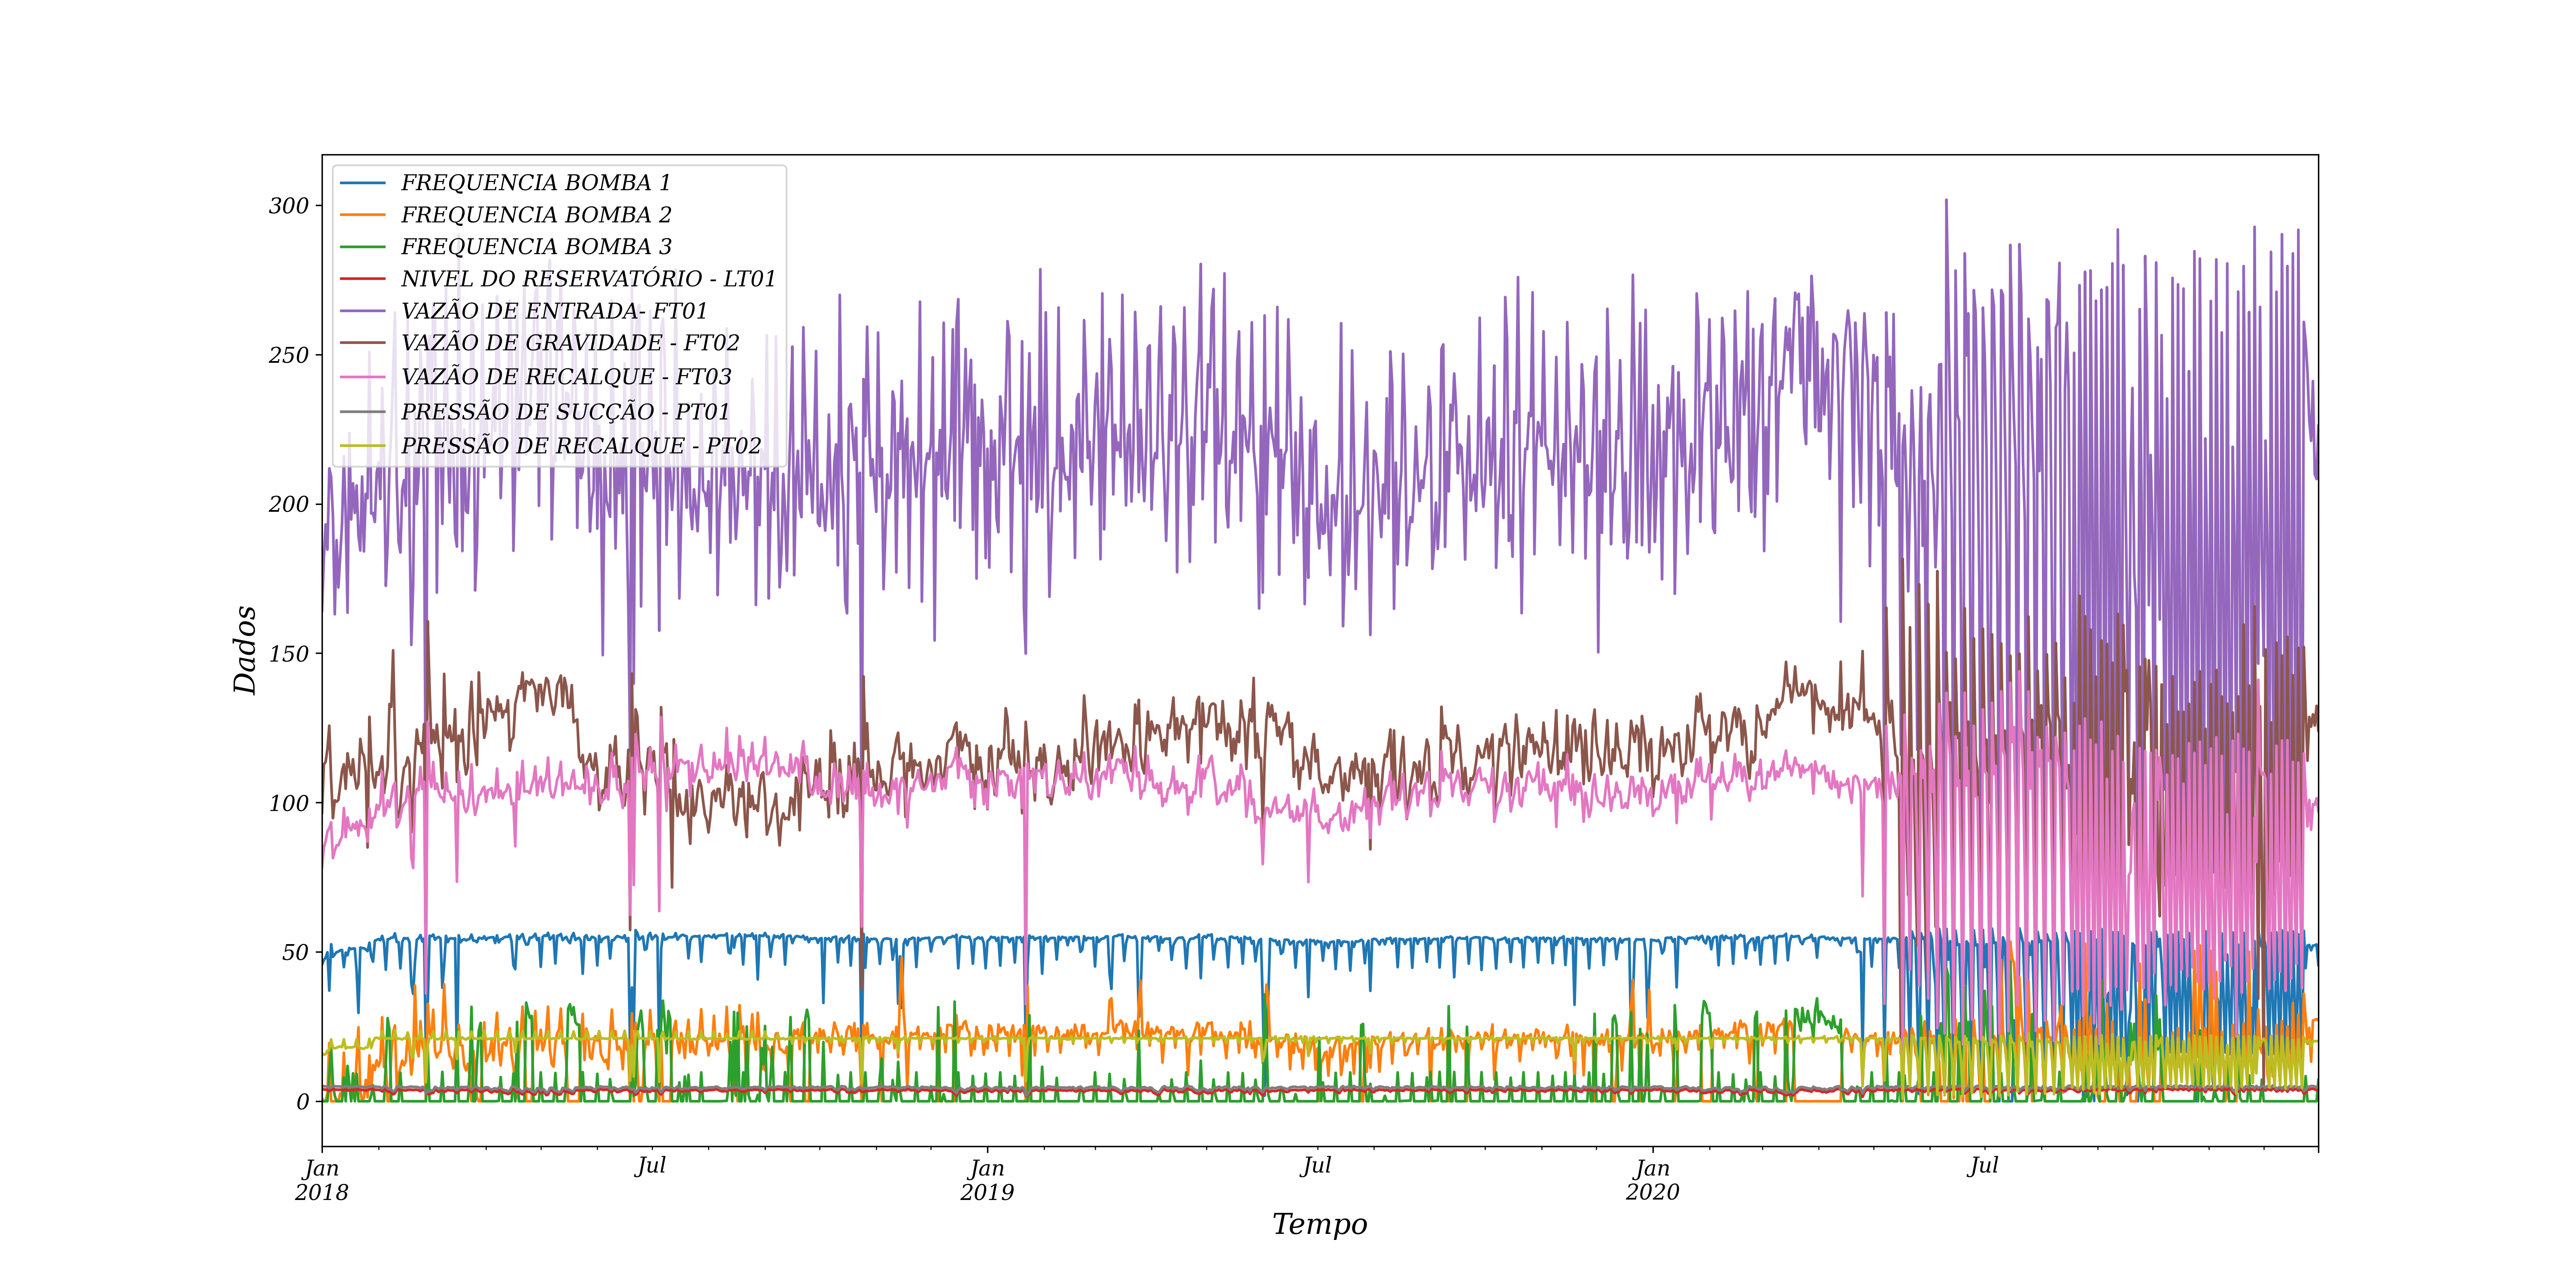 300
250
200
150
100
50
0
Dados
FREQUENCIA BOMBA 1
FREQUENCIA BOMBA 2
FREQUENCIA BOMBA 3
NIVEL DO RESERVATÓRIO - LT01
VAZÃO DE ENTRADA- FT01
VAZÃO DE GRAVIDADE - FT02
VAZÃO DE RECALQUE - FT03
PRESSÃO DE SUCÇÃO - PT01
PRESSÃO DE RECALQUE - PT02
Jan Jul Jan Jul Jan Jul
2018 2019 2020
Tempo